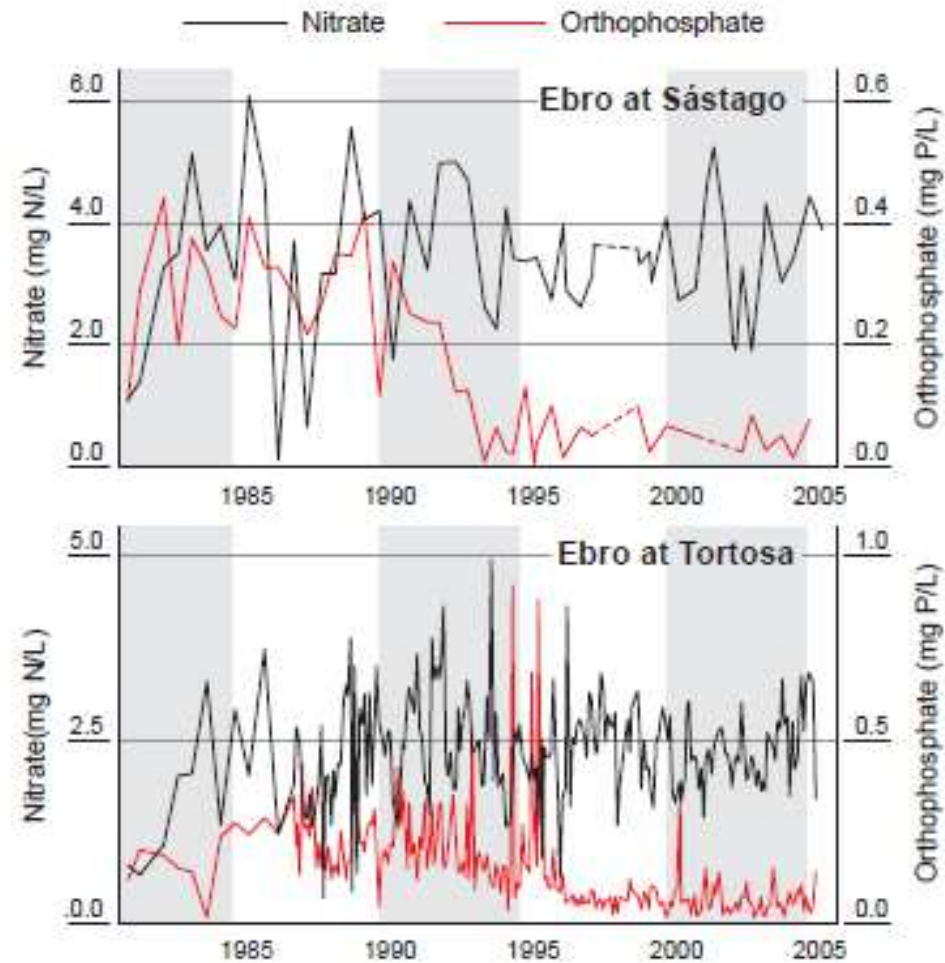 Nitrate Orthophosphate
Ebro at Sástago
Nitrate (mg N/L)
6.0
4.0
2.0
0.0
Orthophosphate (mg P/L)
0.6
0.4
0.2
0.0
1985 1990 1995 2000 2005
Ebro at Tortosa
Nitrate(mg N/L)
5.0
2.5
.0.0
Orthophosphate (mg P/L)
1.0
0.5
0.0
1985 1990 1995 2000 2005